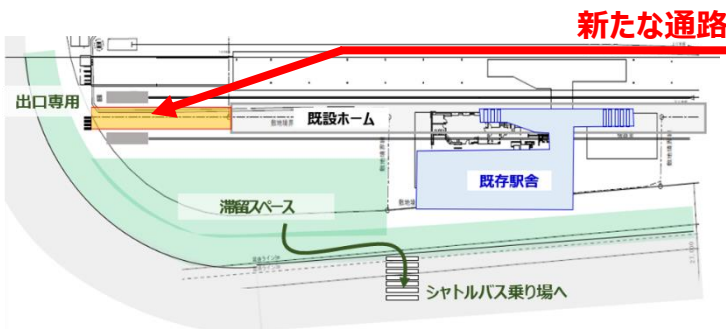 新たな通路
出口専用
既設ホーム
既存駅舎
滞留スペース
シャトルバス乗り場へ